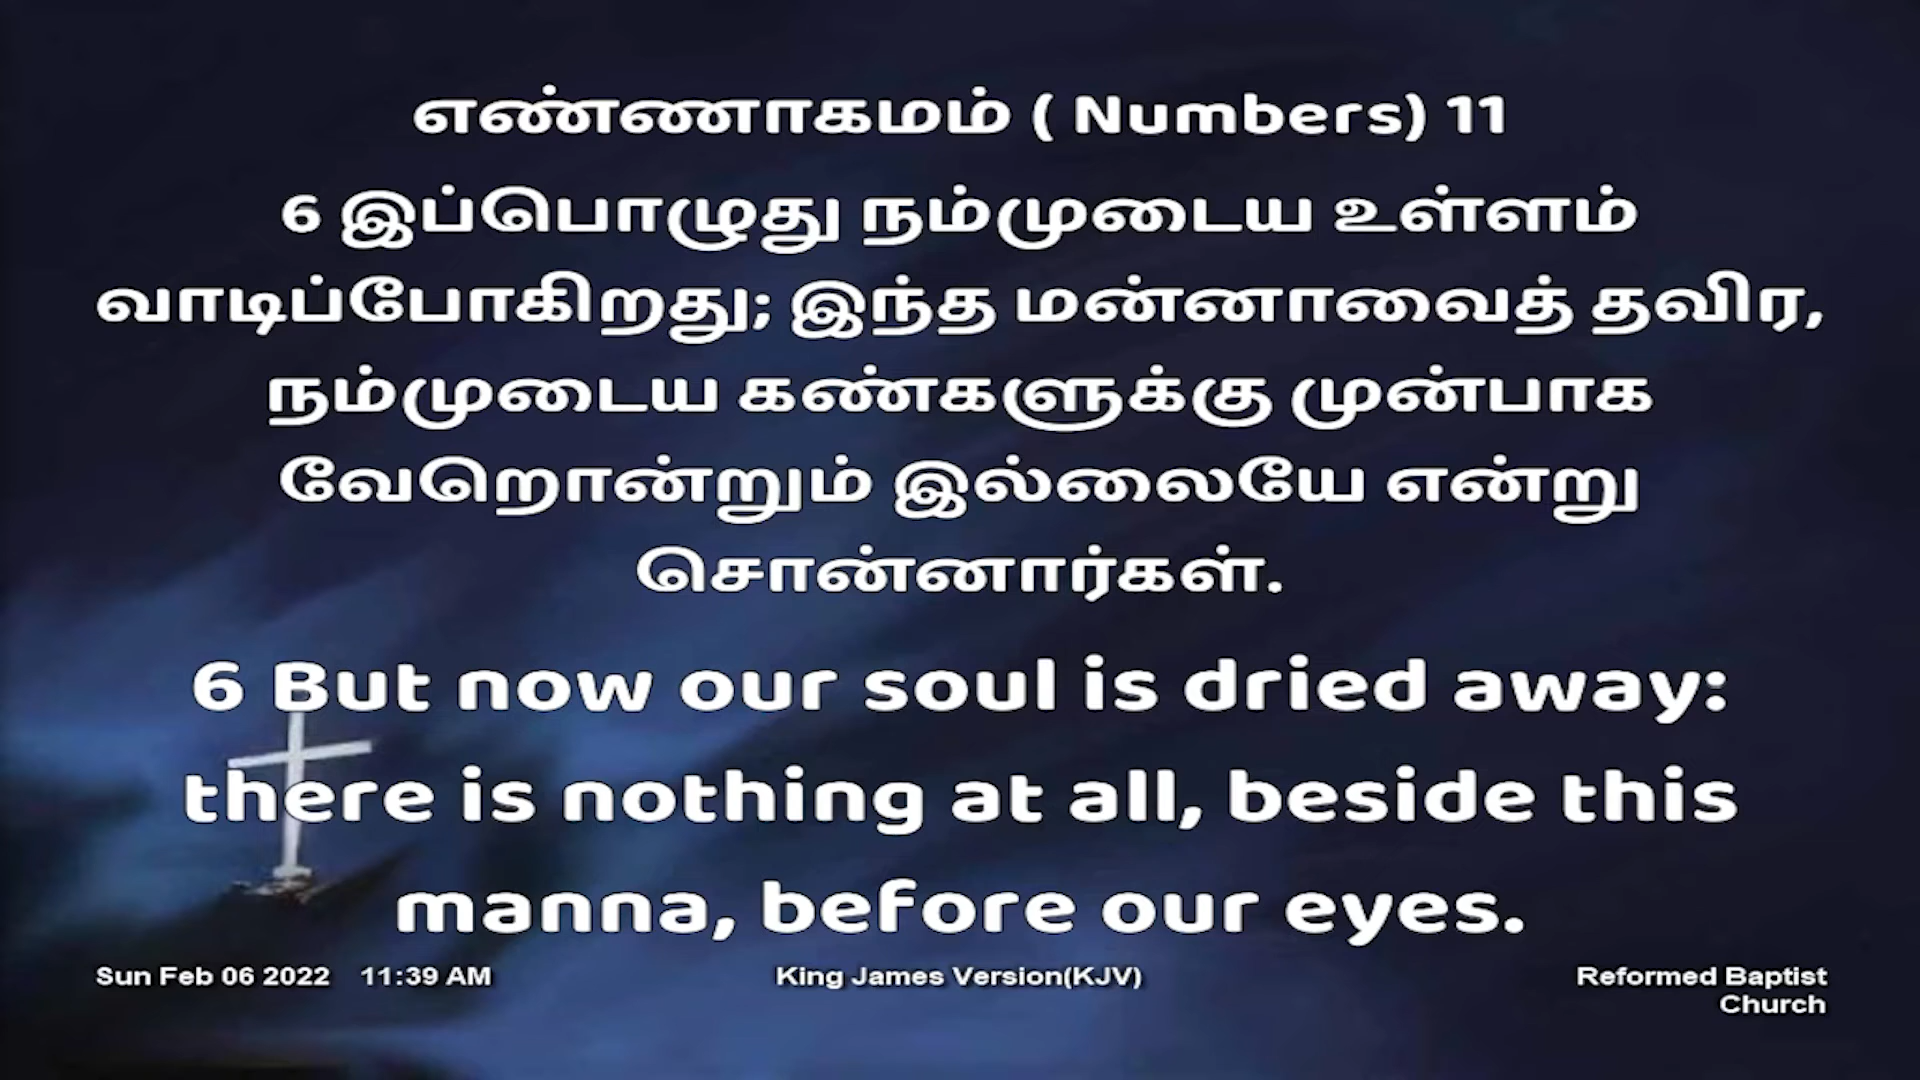 எண்ணாகமம் ( Numbers) 11
6 இப்பொழுது நம்முடைய உள்ளம்
வாடிப்போகிறது; இந்த மன்னாவைத் தவிர,
நம்முடைய கண்களுக்கு முன்பாக
வேறொன்றும் இல்லையே என்று
சொன்னார்கள்.
6 But now our soul is dried away:
there is nothing at all, beside this
manna, before our eyes.
Sun Feb 06 2022 11:39 AM
King James Version(KJV)
Reformed Baptist
Church